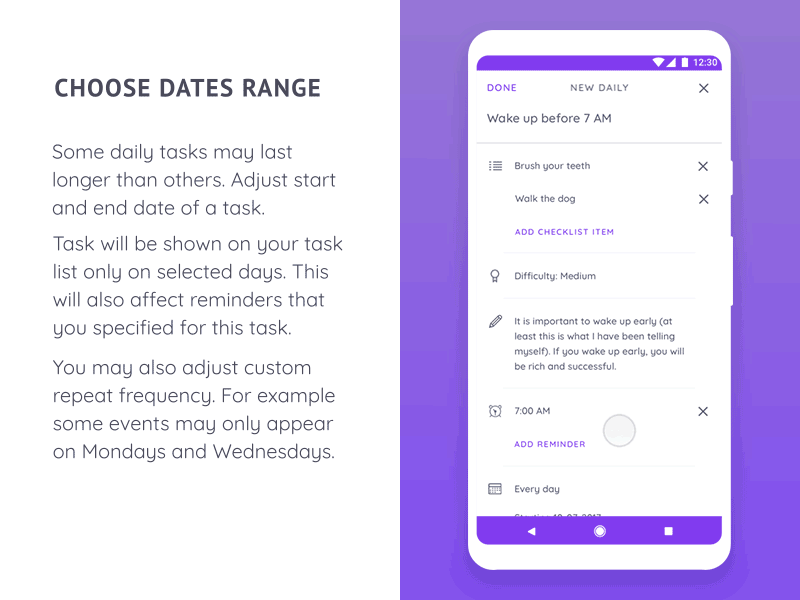 CHOOSE DATES RANGE
Some daily tasks may last
longer than others. Adjust start
and end date of a task.
Task will be shown on your task
list only on selected days. This
will also affect reminders that
you specified for this task.
You may also adjust custom
repeat frequency. For example
some events may only appear
on Mondays and Wednesdays.
12:30
DONE NEW DAILY
Wake up before 7 AM
Brush your teeth
Walk the dog
ADD CHECKLIST ITEM
Difficulty: Medium
It is important to wake up early (at
least this is what I have been telling
myself). If you wake up early, you will
be rich and successful.
7:00 AM
ADD REMINDER
Every day